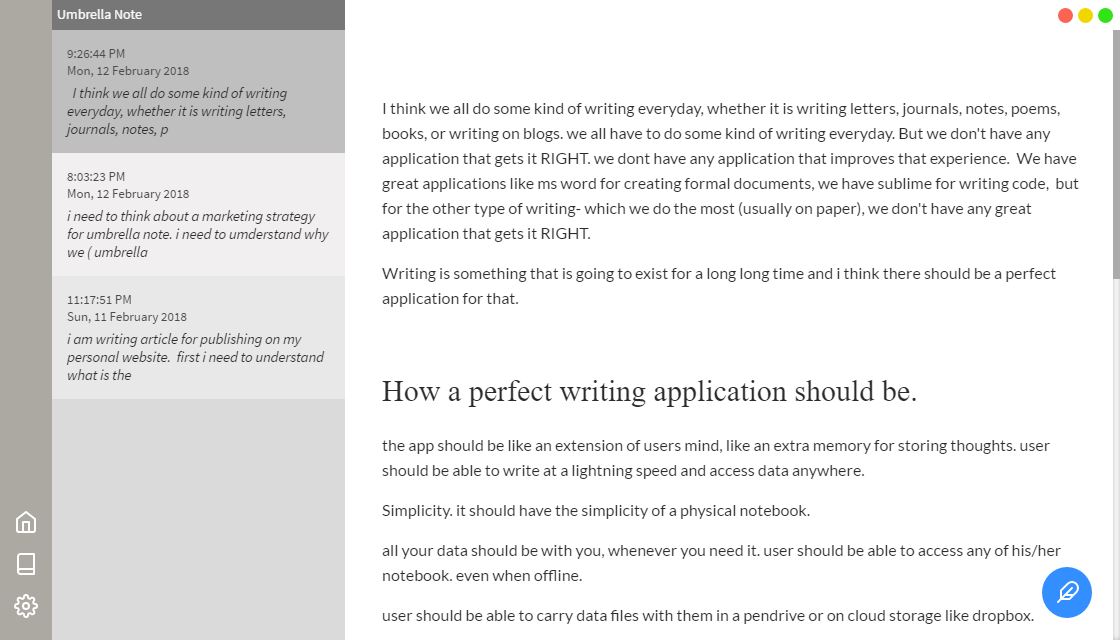 Umbrella Note
9:26:44 PM
Mon, 12 February 2018
I think we all do some kind of writing
everyday, whether it is writing letters,
journals, notes, p
8:03:23 PM
Mon, 12 February 2018
i need to think about a marketing strategy
for umbrella note. i need to understand why
we ( umbrella
11:17:51 PM
Sun, 11 February 2018
i am writing article for publishing on my
personal website.  first i need to understand
what is the
I think we all do some kind of writing everyday, whether it is writing letters, journals, notes, poems,
books, or writing on blogs. we all have to do some kind of writing everyday. But we don't have any
application that gets it RIGHT. we dont have any application that improves that experience.  We have
great applications like ms word for creating formal documents, we have sublime for writing code,  but
for the other type of writing- which we do the most (usually on paper), we don't have any great
application that gets it RIGHT.
Writing is something that is going to exist for a long long time and i think there should be a perfect
application for that.
How a perfect writing application should be.
the app should be like an extension of users mind, like an extra memory for storing thoughts. user
should be able to write at a lightning speed and access data anywhere.
Simplicity. it should have the simplicity of a physical notebook.
all your data should be with you, whenever you need it. user should be able to access any of his/her
notebook. even when offline.
user should be able to carry data files with them in a pendrive or on cloud storage like dropbox.